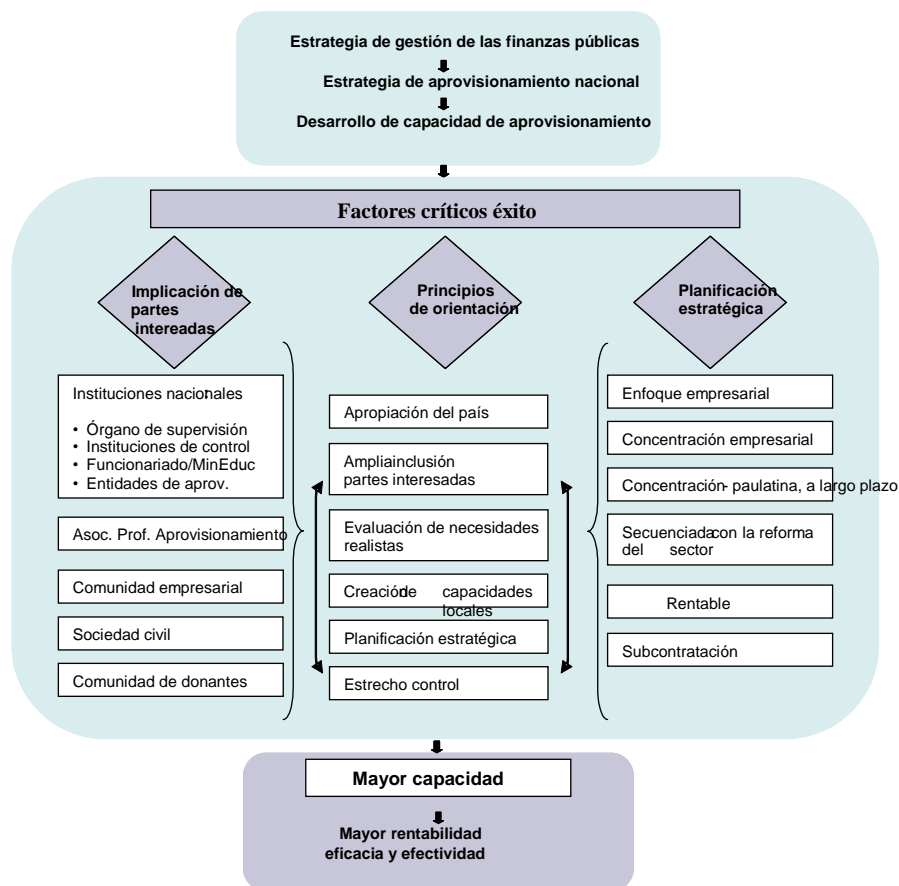 Estrategia de gestión de las finanzas públicas
Estrategia de aprovisionamiento nacional
Desarrollo de capacidad de aprovisionamiento
Factores críticos éxito
Implicación de
partes
intereadas
Principios
de orientación
Planificación
estratégica
Instituciones nacionales
• Órgano de supervisión
• Instituciones de control
• Funcionariado/MinEduc
• Entidades de aprov.
Asoc. Prof. Aprovisionamiento
Comunidad empresarial
Sociedad civil
Comunidad de donantes
Apropiación del país
Ampliainclusión
partes interesadas
Evaluación de necesidades
realistas
Creación de capacidades
locales
Planificación estratégica
Estrecho control
Enfoque empresarial
Concentración empresarial
Concentración- paulatina, a largo plazo
Secuenciada con la reforma
del sector
Rentable
Subcontratación
Mayor capacidad
Mayor rentabilidad
eficacia y efectividad